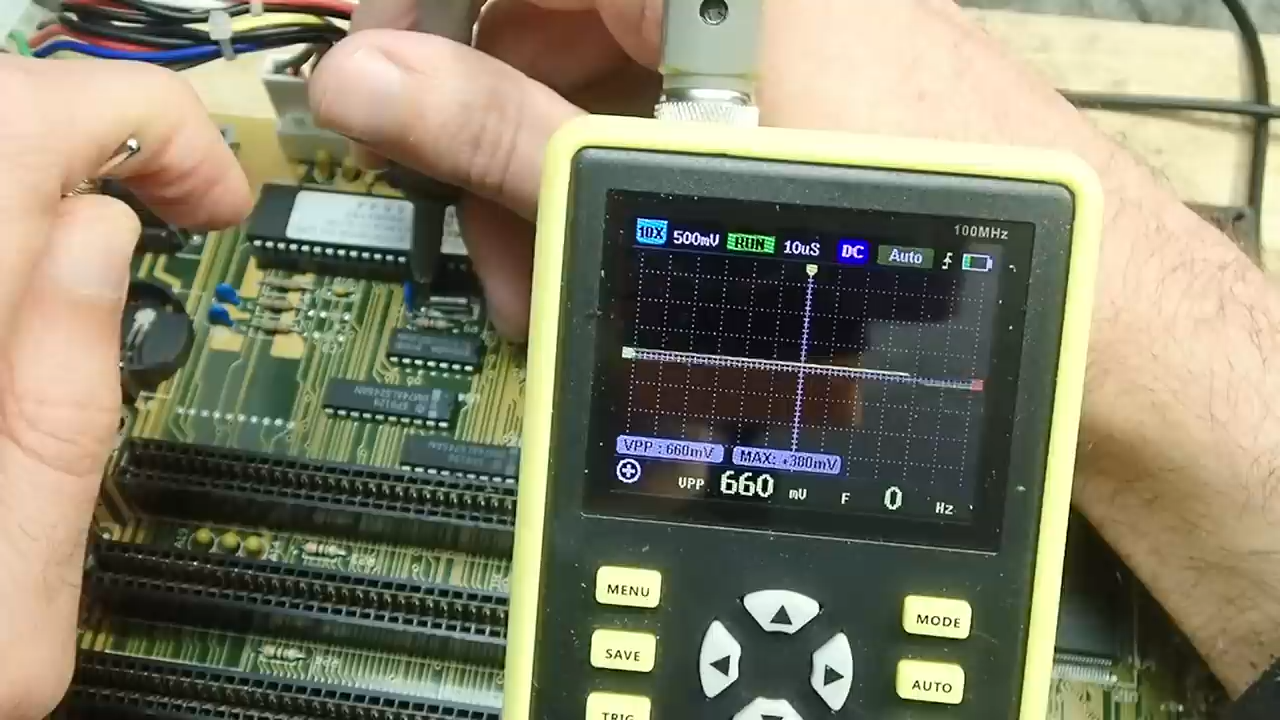 100MHz
10X 500mV RUN 10uS DC Auto
VPP : 660mV MAX: +380mV
VPP 660 mV F 0 Hz
MENU
MODE
SAVE
AUTO
TRIG